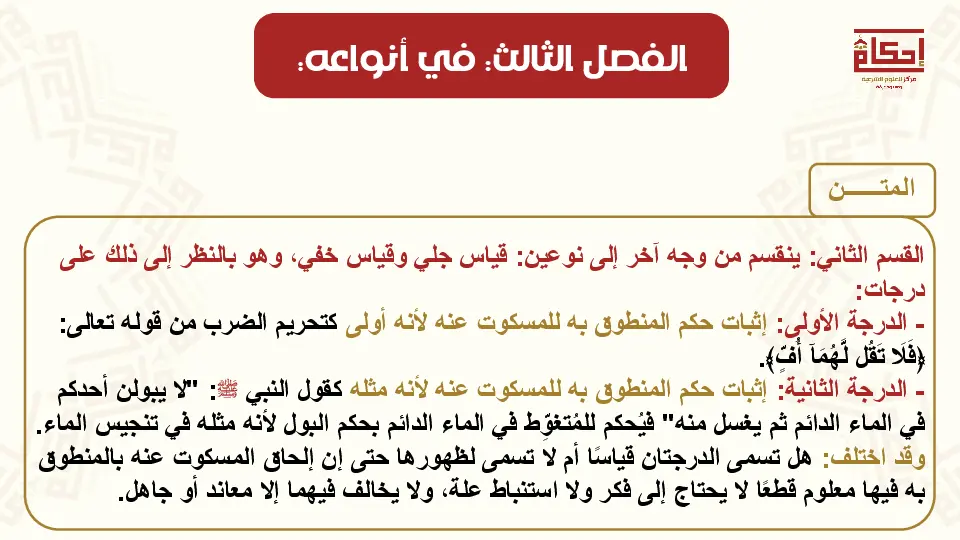 الفصل الثالث: في أنواعه:
إحكام
مركز للعلوم الشرعية
المتـــــن
القسم الثاني: ينقسم من وجه آخر إلى نوعين: قياس جلي وقياس خفي، وهو بالنظر إلى ذلك على
درجات:
- الدرجة الأولى: إثبات حكم المنطوق به للمسكوت عنه لأنه أولى كتحريم الضرب من قوله تعالى:
﴿فَلَا تَقُل لَّهُمَآ أُفٍّ﴾.
- الدرجة الثانية: إثبات حكم المنطوق به للمسكوت عنه لأنه مثله كقول النبي ﷺ: "لا يبولن أحدكم
في الماء الدائم ثم يغسل منه" فيُحكم للمُتغوِّط في الماء الدائم بحكم البول لأنه مثله في تنجيس الماء.
وقد اختلف: هل تسمى الدرجتان قياسًا أم لا تسمى لظهورها حتى إن إلحاق المسكوت عنه بالمنطوق
به فيها معلوم قطعًا لا يحتاج إلى فكر ولا استنباط علة، ولا يخالف فيهما إلا معاند أو جاهل.